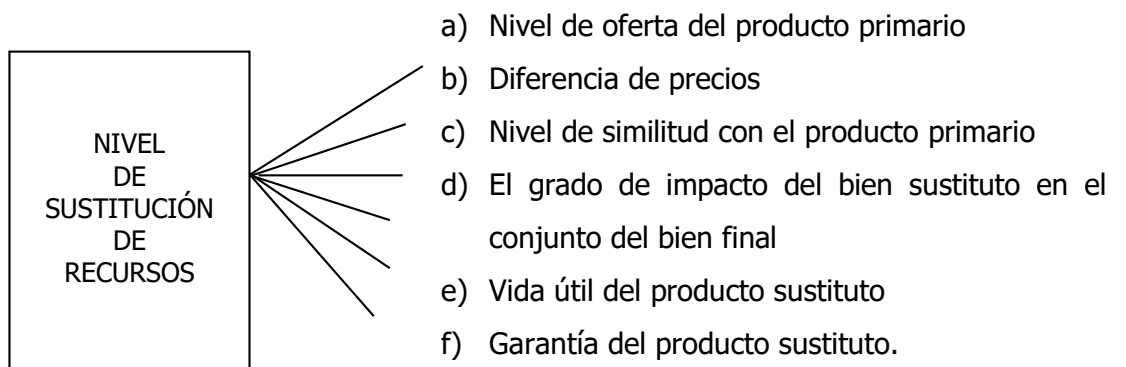 NIVEL
DE
SUSTITUCIÓN
DE
RECURSOS
a) Nivel de oferta del producto primario
b) Diferencia de precios
c) Nivel de similitud con el producto primario
d) El grado de impacto del bien sustituto en el
conjunto del bien final
e) Vida útil del producto sustituto
f) Garantía del producto sustituto.